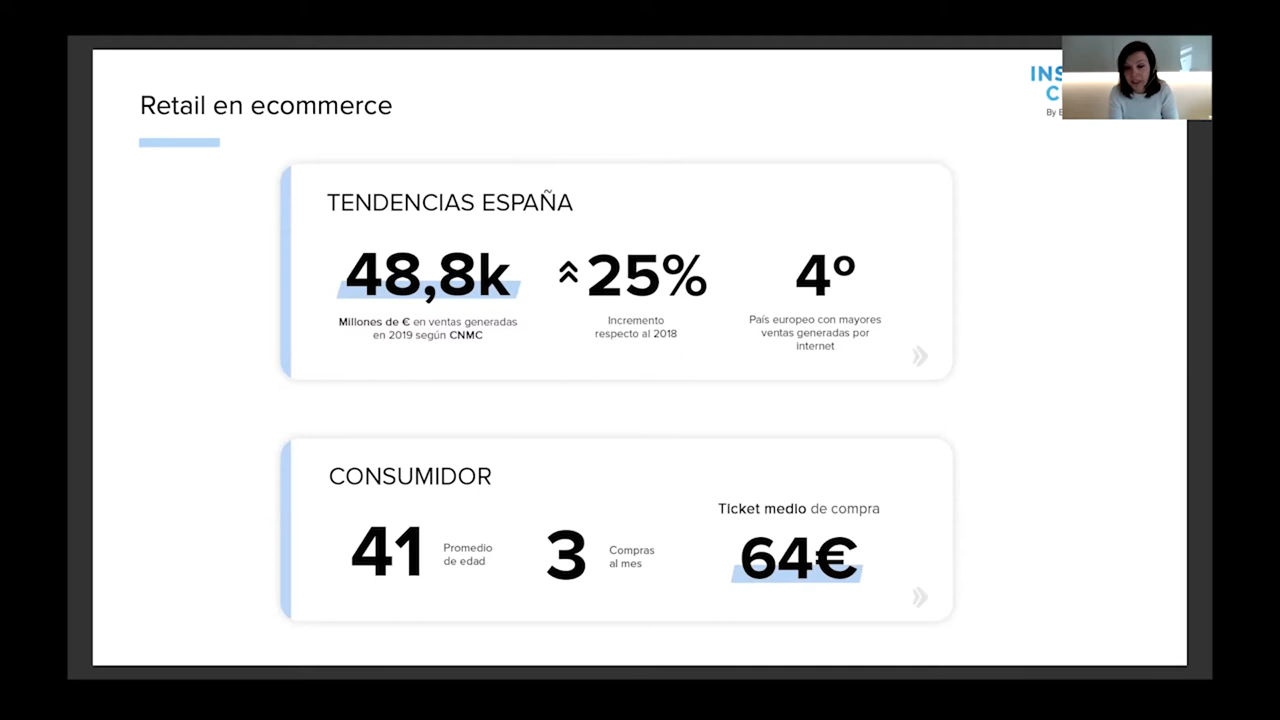 Retail en ecommerce
TENDENCIAS ESPAÑA
48,8k
25%
4º
Millones de € en ventas generadas
en 2019 según CNMC
Incremento
respecto al 2018
País europeo con mayores
ventas generadas por
internet
CONSUMIDOR
41
Promedio
de edad
3
Compras
al mes
Ticket medio de compra
64€
By